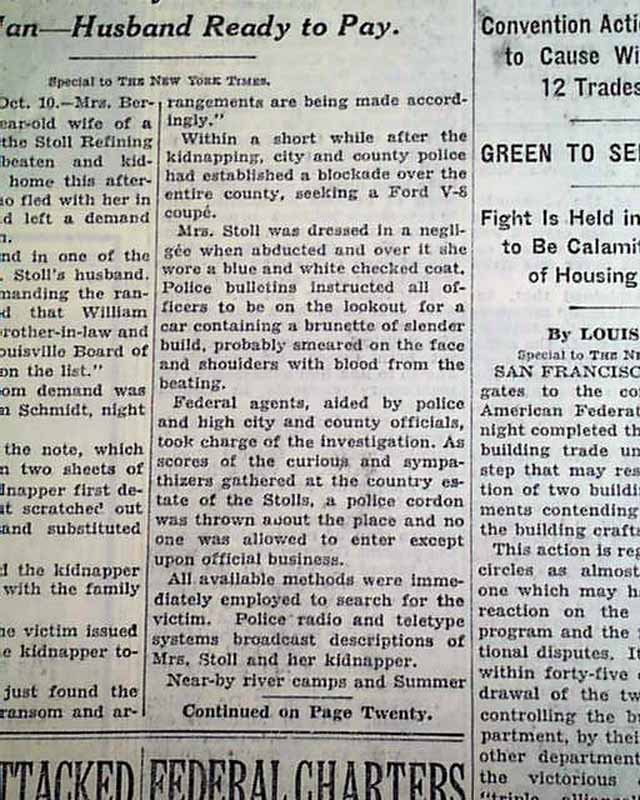 an—Husband Ready to Pay.
Special to THE NEW YORK TIMES.
Oct. 10.—Mrs. Ber-
ear-old wife of a
the Stoll Refining
beaten and kid-
home this after-
o fled with her in
d left a demand
n.
nd in one of the
. Stoll's husband.
manding the ran-
d that William
rother-in-law and
ouisville Board of
on the list."
om demand was
n Schmidt, night
the note, which
n two sheets of
dnapper first de-
t scratched out
and substituted
d the kidnapper
with the family
he victim issued
e kidnapper to-
just found the
ransom and ar-
rangements are being made accord-
ingly."
Within a short while after the
kidnapping, city and county police
had established a blockade over the
entire county, seeking a Ford V-8
coupé.
Mrs. Stoll was dressed in a negli-
gée when abducted and over it she
wore a blue and white checked coat.
Police bulletins instructed all of-
ficers to be on the lookout for a
car containing a brunette of slender
build, probably smeared on the face
and shoulders with blood from the
beating.
Federal agents, aided by police
and high city and county officials,
took charge of the investigation. As
scores of the curious and sympa-
thizers gathered at the country es-
tate of the Stolls, a police cordon
was thrown about the place and no
one was allowed to enter except
upon official business.
All available methods were imme-
diately employed to search for the
victim. Police radio and teletype
systems broadcast descriptions of
Mrs. Stoll and her kidnapper.
Near-by river camps and Summer
Continued on Page Twenty.
TTACKED
FEDERAL CHARTERS
Convention Acti
to Cause Wi
12 Trades
GREEN TO SE
Fight Is Held in
to Be Calamit
of Housing
By LOUIS
Special to THE NE
SAN FRANCISC
gates to the co
American Federa
night completed th
building trade un
step that may res
tion of two buildi
ments contending
the building crafts
This action is reg
circles as almost
one which may ha
reaction on the
program and the
tional disputes. It
within forty-five
drawal of the tw
controlling the bu
partment, by thei
other department
the victorious
"triple allianc